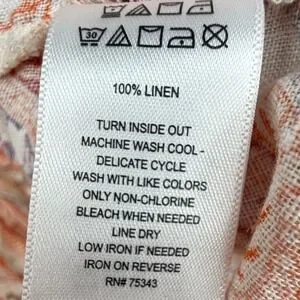 30
100% LINEN
TURN INSIDE OUT
MACHINE WASH COOL -
DELICATE CYCLE
WASH WITH LIKE COLORS
ONLY NON-CHLORINE
BLEACH WHEN NEEDED
LINE DRY
LOW IRON IF NEEDED
IRON ON REVERSE
RN# 75343